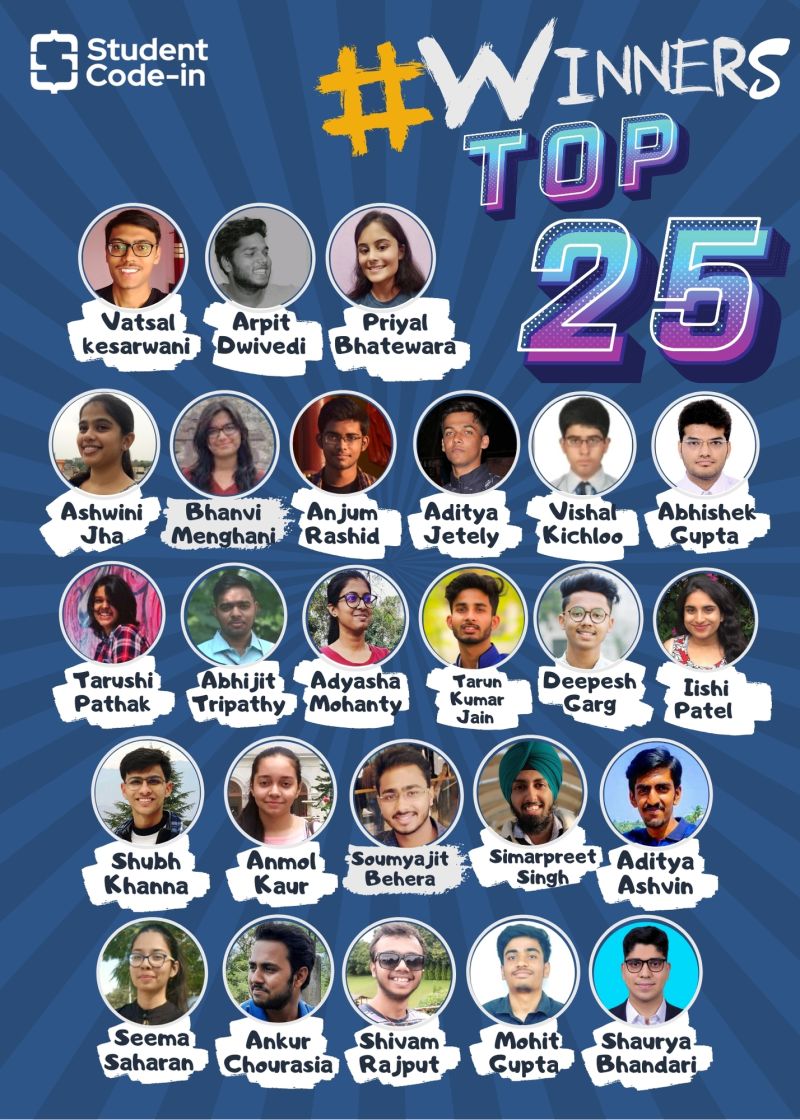 Student
Code-in
#WINNERS
TOP
25
Vatsal
kesarwani
Arpit
Dwivedi
Priyal
Bhatewara
Ashwini
Jha
Bhanvi
Menghani
Anjum
Rashid
Aditya
Jetely
Vishal
Kichloo
Abhishek
Gupta
Tarushi
Pathak
Abhijit
Tripathy
Adyasha
Mohanty
Tarun
Kumar
Jain
Deepesh
Garg
Iishi
Patel
Shubh
Khanna
Anmol
Kaur
Soumyajit
Behera
Simarpreet
Singh
Aditya
Ashvin
Seema
Saharan
Ankur
Chourasia
Shivam
Rajput
Mohit
Gupta
Shaurya
Bhandari